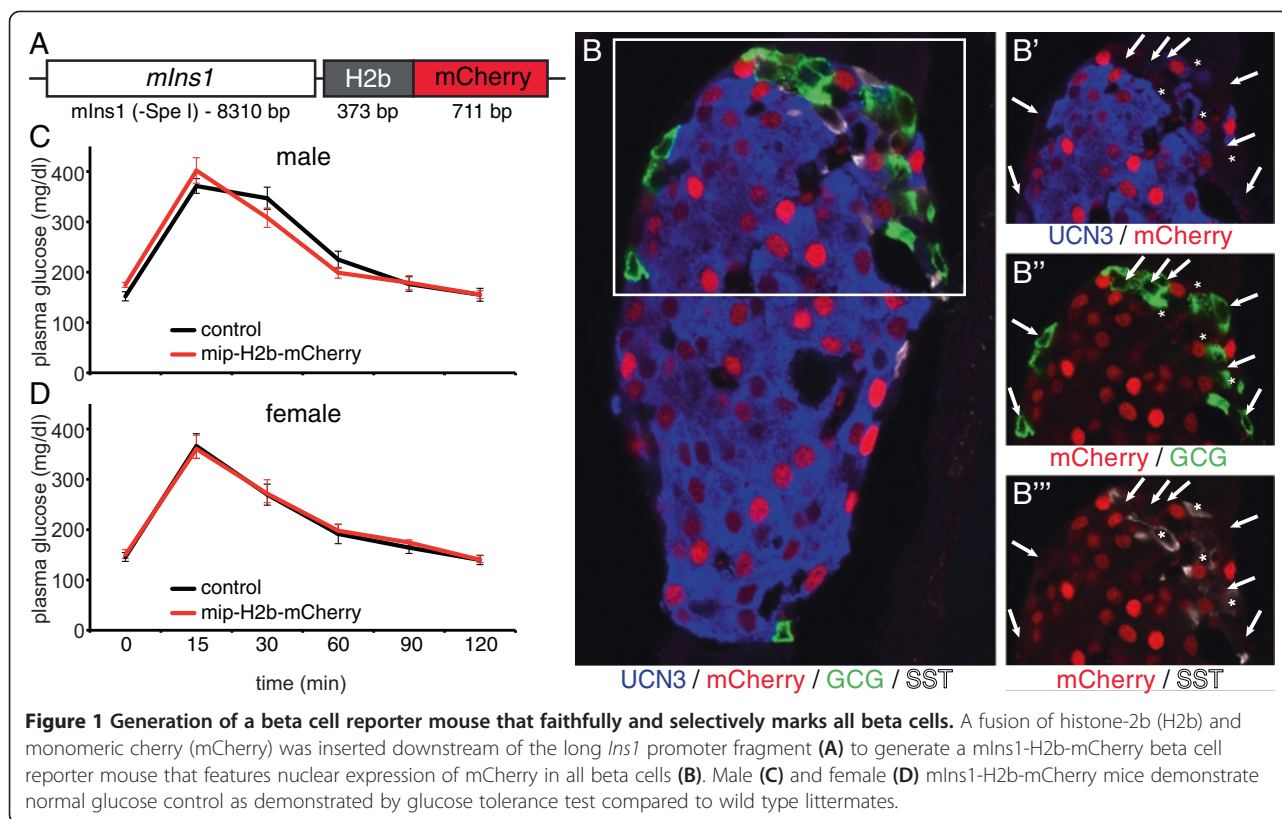 A
mIns1
H2b
mCherry
mIns1 (-Spe I) - 8310 bp
373 bp
711 bp
C
male
plasma glucose (mg/dl)
400
300
200
100
0
control
mip-H2b-mCherry
D
female
plasma glucose (mg/dl)
400
300
200
100
0
control
mip-H2b-mCherry
0 15 30 60 90 120
time (min)
B
UCN3 / mCherry / GCG / SST
B'
* * * *
UCN3 / mCherry
B''
* * * *
mCherry / GCG
B'''
* * * *
mCherry / SST
Figure 1 Generation of a beta cell reporter mouse that faithfully and selectively marks all beta cells. A fusion of histone-2b (H2b) and
monomeric cherry (mCherry) was inserted downstream of the long Ins1 promoter fragment (A) to generate a mIns1-H2b-mCherry beta cell
reporter mouse that features nuclear expression of mCherry in all beta cells (B). Male (C) and female (D) mIns1-H2b-mCherry mice demonstrate
normal glucose control as demonstrated by glucose tolerance test compared to wild type littermates.